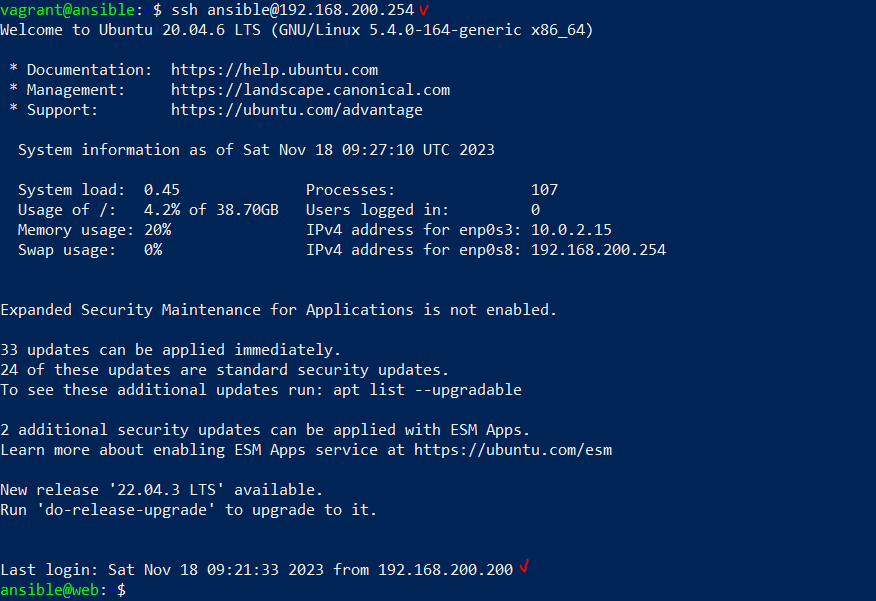 vagrant@ansible: $ ssh ansible@192.168.200.254
Welcome to Ubuntu 20.04.6 LTS (GNU/Linux 5.4.0-164-generic x86_64)
* Documentation: https://help.ubuntu.com
* Management: https://landscape.canonical.com
* Support: https://ubuntu.com/advantage
System information as of Sat Nov 18 09:27:10 UTC 2023
System load: 0.45 Processes: 107
Usage of /: 4.2% of 38.70GB Users logged in: 0
Memory usage: 20% IPv4 address for enp0s3: 10.0.2.15
Swap usage: 0% IPv4 address for enp0s8: 192.168.200.254
Expanded Security Maintenance for Applications is not enabled.
33 updates can be applied immediately.
24 of these updates are standard security updates.
To see these additional updates run: apt list --upgradable
2 additional security updates can be applied with ESM Apps.
Learn more about enabling ESM Apps service at https://ubuntu.com/esm
New release '22.04.3 LTS' available.
Run 'do-release-upgrade' to upgrade to it.
Last login: Sat Nov 18 09:21:33 2023 from 192.168.200.200
ansible@web: $